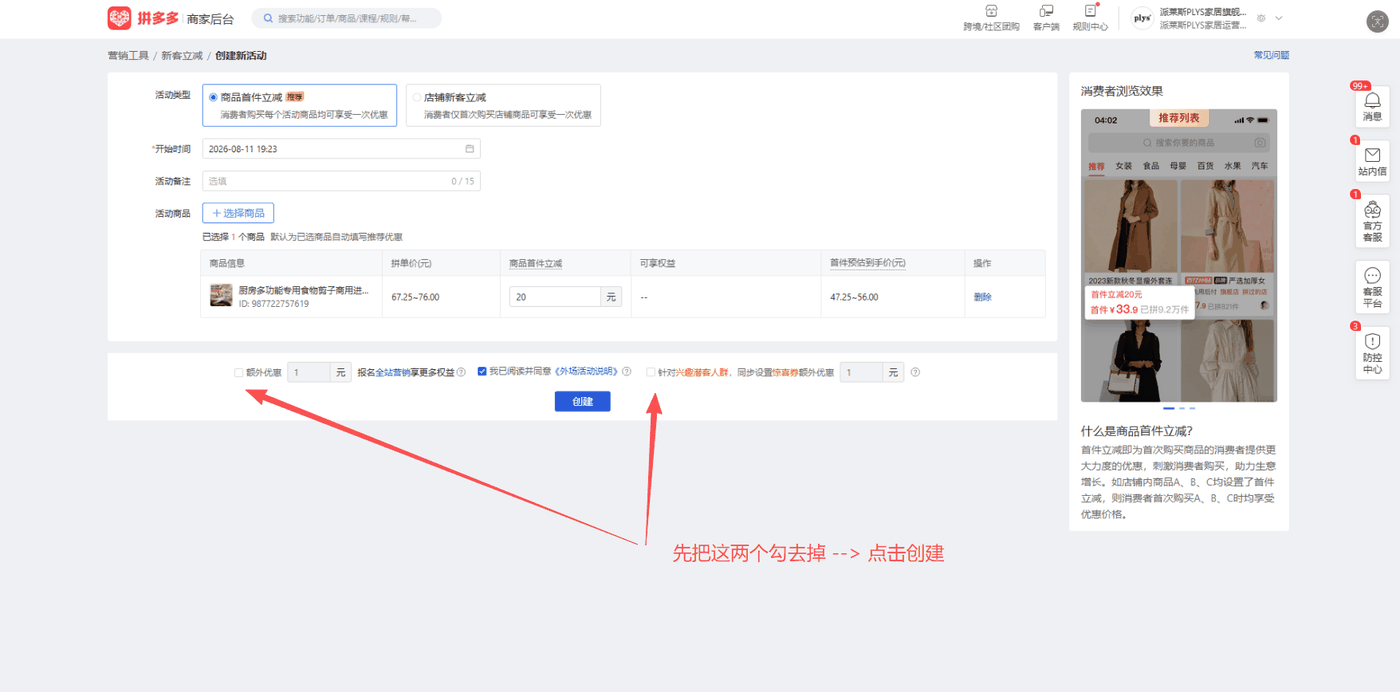 拼多多 商家后台
搜索功能/订单/商品/课程/规则/帮...
跨境/社区团购
客户端
规则中心
plys
派莱斯PLYS家居旗舰...
派莱斯PLYS家居运营...
营销工具 / 新客立减 / 创建新活动
常见问题
活动类型
商品首件立减 推荐
消费者购买每个活动商品均可享受一次优惠
店铺新客立减
消费者仅首次购买店铺商品可享受一次优惠
*开始时间
2026-08-11 19:23
活动备注
选填
0 / 15
活动商品
+ 选择商品
已选择 1 个商品 默认为已选商品自动填写推荐优惠
商品信息 拼单价(元) 商品首件立减 可享权益 首件预估到手价(元) 操作
厨房多功专用食物剪子商用进...
ID: 987722757619
67.25~76.00
20 元
--
47.25~56.00
删除
额外优惠 1 元 报名全站营销享更多权益 我已阅读并同意《外场活动说明》 针对兴趣潜客人群，同步设置惊喜券额外优惠 1 元
创建
先把这两个勾去掉 --> 点击创建
消费者浏览效果
04:02
推荐列表
搜索你要的商品
推荐 女装 食品 母婴 百货 水果 汽车
2023新款秋冬显瘦外套连
品牌 严选加厚女
首件立减20元
首件¥33.9 已拼9.2万件
什么是商品首件立减?
首件立减即为首次购买商品的消费者提供更
大力度的优惠，刺激消费者购买，助力生意
增长。如店铺内商品A、B、C均设置了首件
立减，则消费者首次购买A、B、C时均享受
优惠价格。
99+
消息
1
站内信
1
官方
客服
客服
平台
3
防控
中心